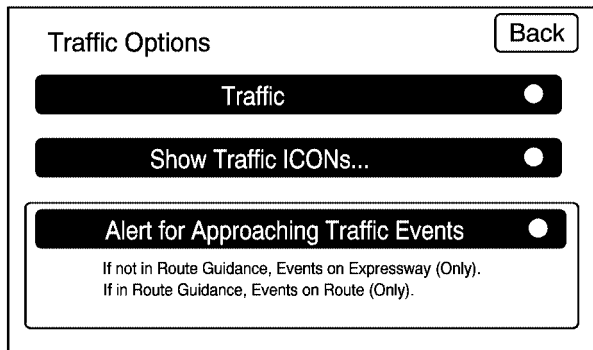 Traffic Options
Back
Traffic
Show Traffic ICONs...
Alert for Approaching Traffic Events
If not in Route Guidance, Events on Expressway (Only).
If in Route Guidance, Events on Route (Only).